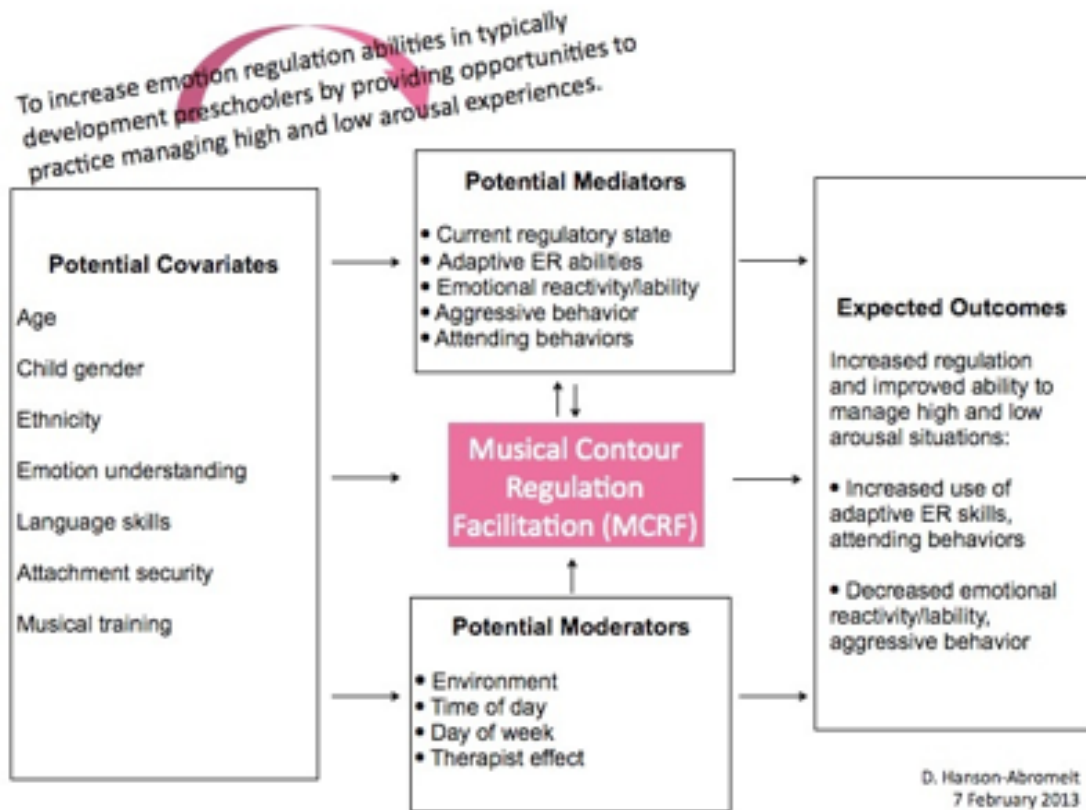 To increase emotion regulation abilities in typically
development preschoolers by providing opportunities to
practice managing high and low arousal experiences.
Potential Covariates
Age
Child gender
Ethnicity
Emotion understanding
Language skills
Attachment security
Musical training
Potential Mediators
• Current regulatory state
• Adaptive ER abilities
• Emotional reactivity/lability
• Aggressive behavior
• Attending behaviors
Musical Contour
Regulation
Facilitation (MCRF)
Potential Moderators
• Environment
• Time of day
• Day of week
• Therapist effect
Expected Outcomes
Increased regulation
and improved ability to
manage high and low
arousal situations:
• Increased use of
adaptive ER skills,
attending behaviors
• Decreased emotional
reactivity/lability,
aggressive behavior
D. Hanson-Abromeit
7 February 2013